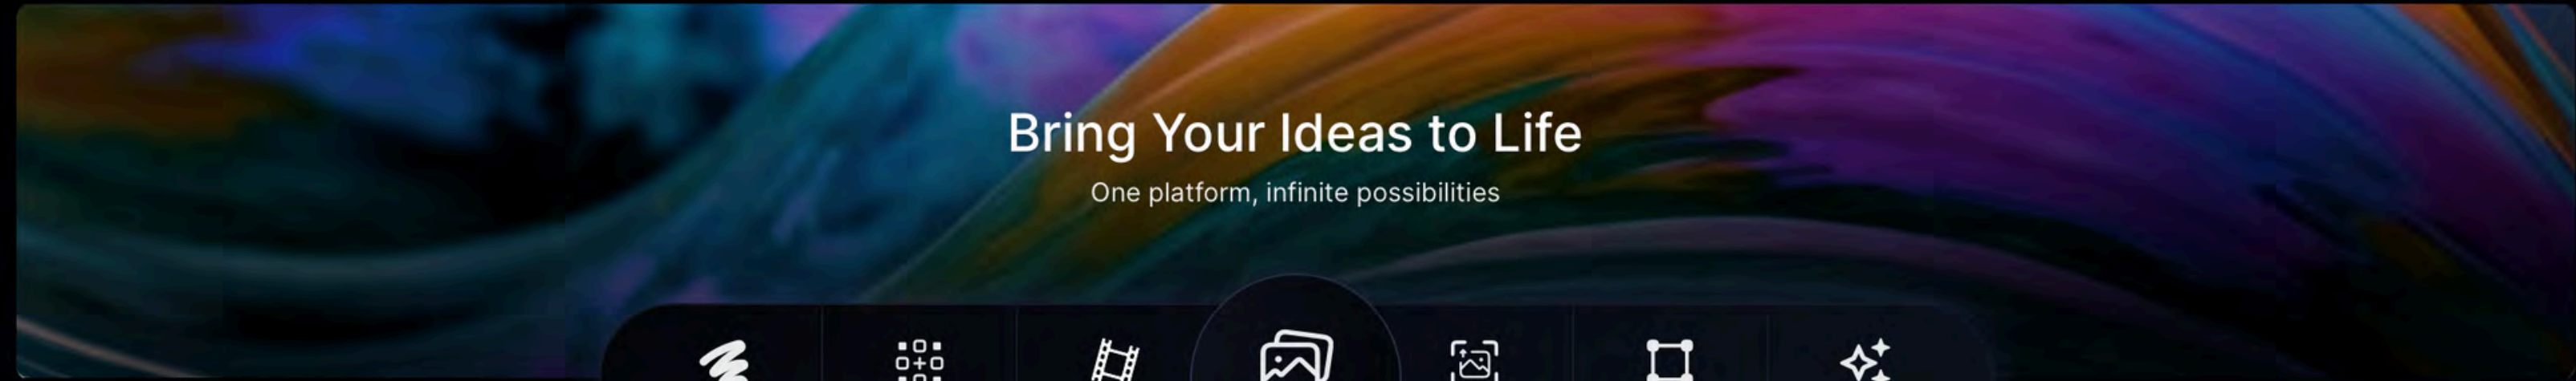 Bring Your Ideas to Life
One platform, infinite possibilities